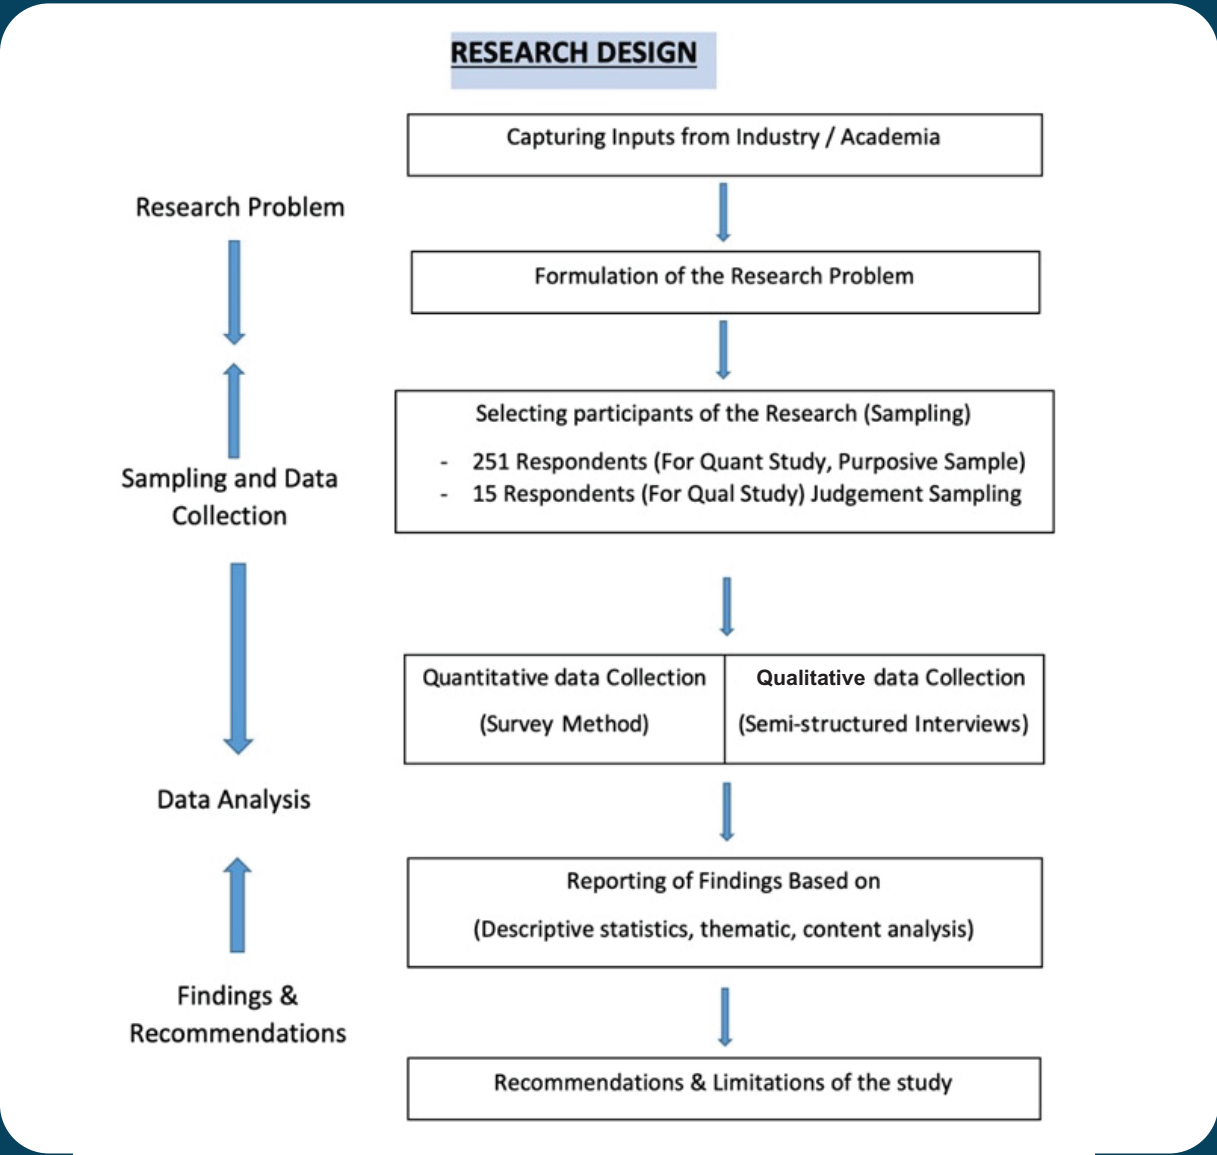 RESEARCH DESIGN
Capturing Inputs from Industry / Academia
Research Problem
Formulation of the Research Problem
Selecting participants of the Research (Sampling)
- 251 Respondents (For Quant Study, Purposive Sample)
- 15 Respondents (For Qual Study) Judgement Sampling
Sampling and Data
Collection
Quantitative data Collection
(Survey Method)
Qualitative data Collection
(Semi-structured Interviews)
Data Analysis
Reporting of Findings Based on
(Descriptive statistics, thematic, content analysis)
Findings &
Recommendations
Recommendations & Limitations of the study